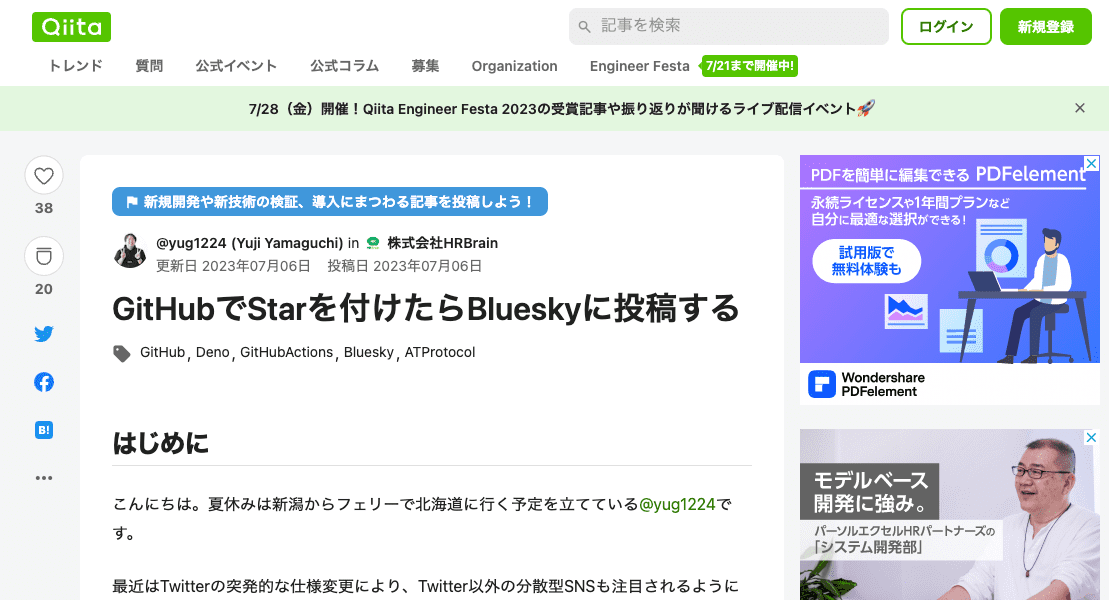 Qiita
記事を検索
ログイン
新規登録
トレンド 質問 公式イベント 公式コラム 募集 Organization Engineer Festa 7/21まで開催中!
7/28（金）開催！Qiita Engineer Festa 2023の受賞記事や振り返りが聞けるライブ配信イベント🚀
38
20
B!
新規開発や新技術の検証、導入にまつわる記事を投稿しよう！
@yug1224 (Yuji Yamaguchi) in 株式会社HRBrain
更新日 2023年07月06日 投稿日 2023年07月06日
GitHubでStarを付けたらBlueskyに投稿する
GitHub, Deno, GitHubActions, Bluesky, ATProtocol
はじめに
こんにちは。夏休みは新潟からフェリーで北海道に行く予定を立てている@yug1224で
す。
最近はTwitterの突発的な仕様変更により、Twitter以外の分散型SNSも注目されるように
PDFを簡単に編集できる PDFelement
永続ライセンスや1年間プランなど
自分に最適な選択ができる!
試用版で
無料体験も
Wondershare
PDFelement
モデルベース
開発に強み。
パーソルエクセルHRパートナーズの
「システム開発部」